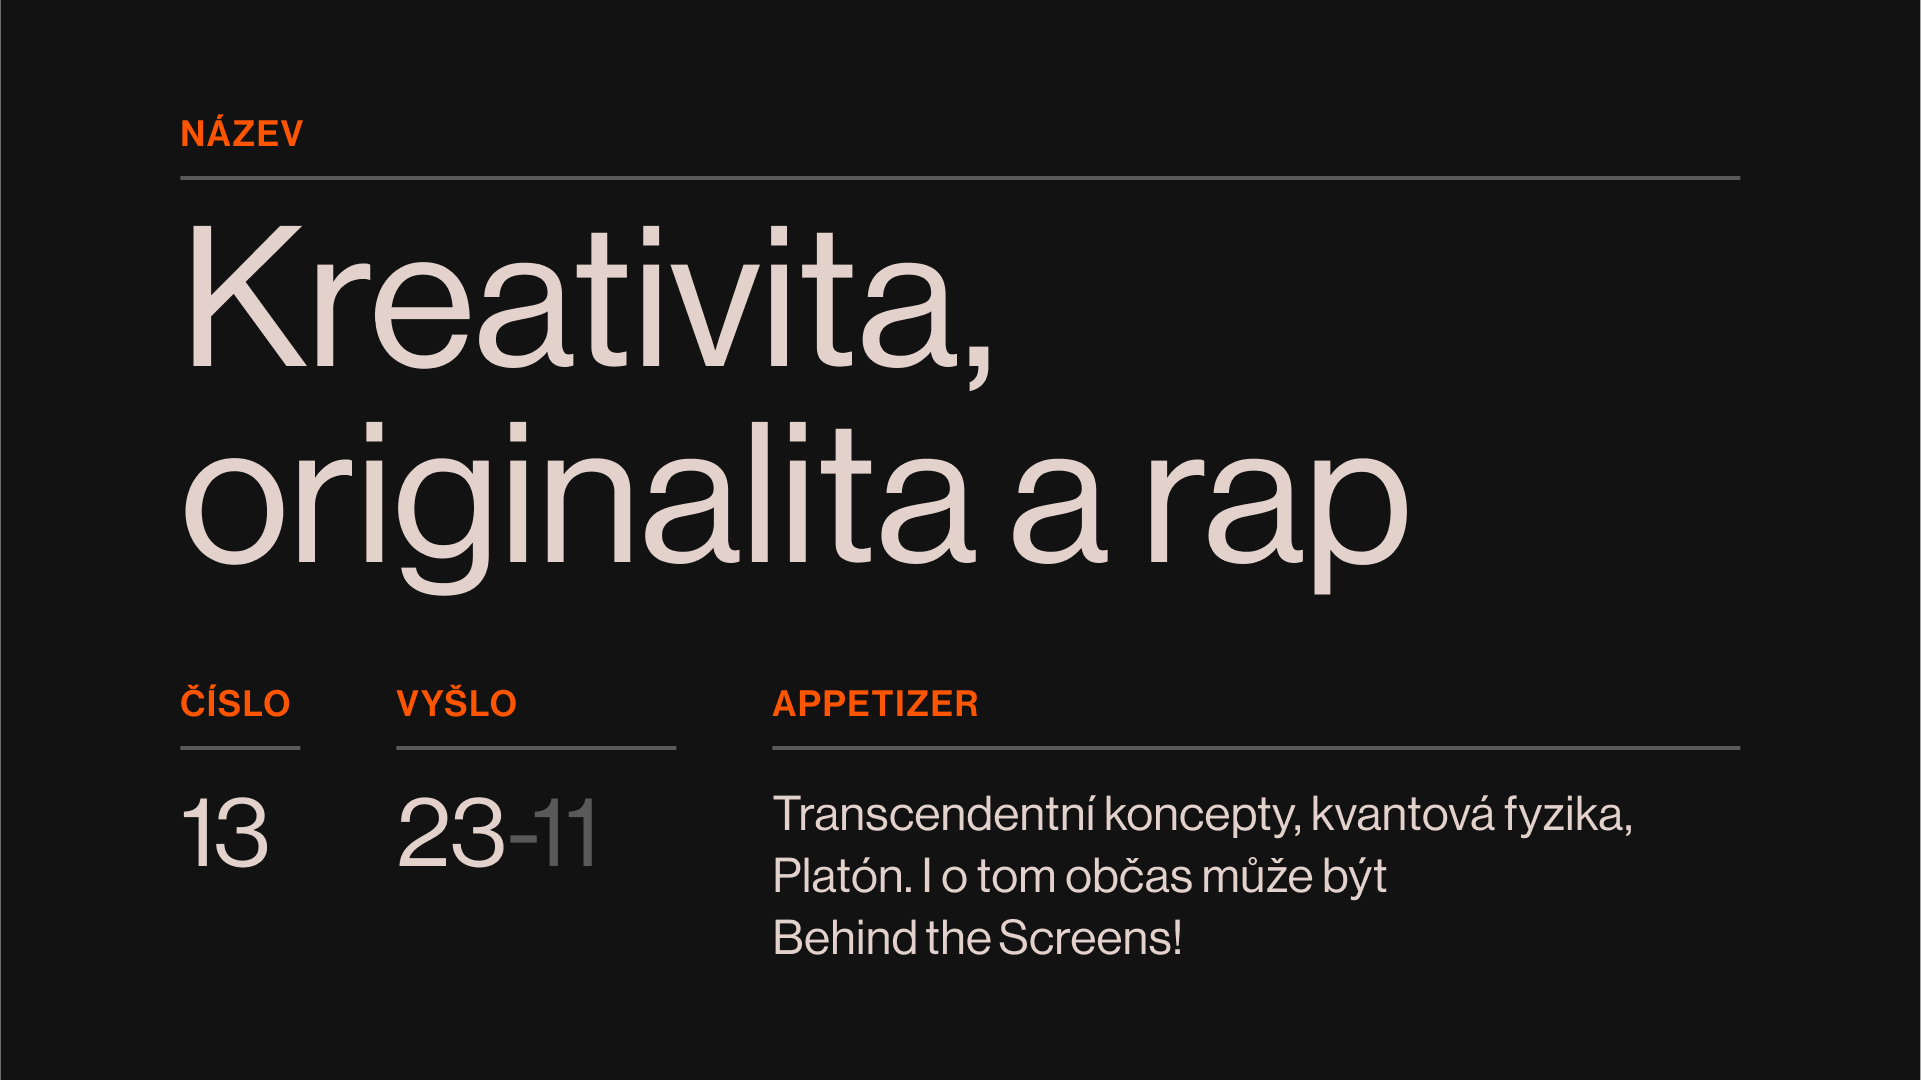 NÁZEV
Kreativita,
originalita a rap
ČÍSLO
13
VYŠLO
23-11
APPETIZER
Transcendentní koncepty, kvantová fyzika,
Platón. I o tom občas může být
Behind the Screens!